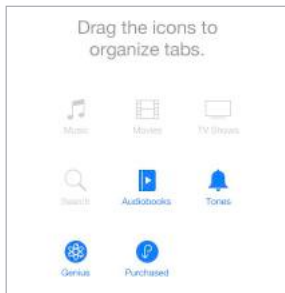 Drag the icons to
organize tabs.
Music Movies TV Shows
Search Audiobooks Tones
Genius Purchased